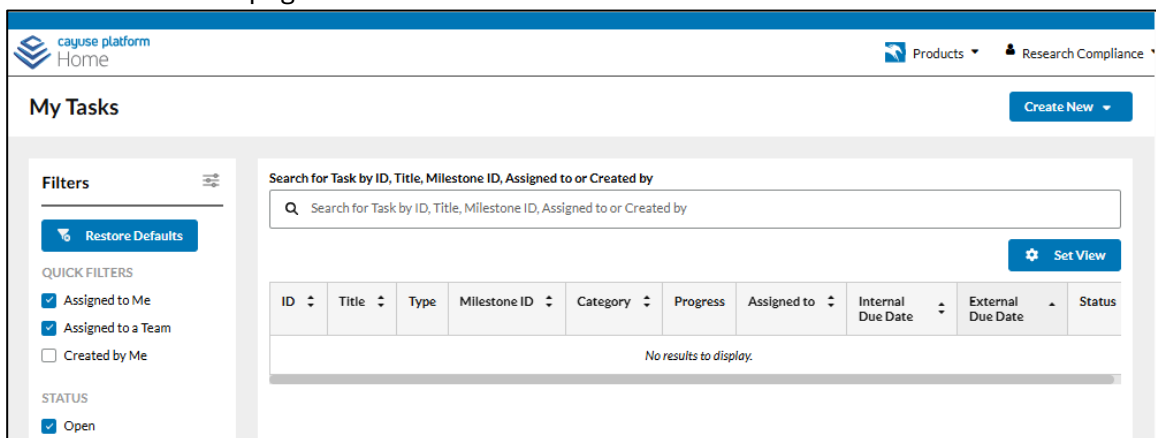 cayuse platform
Home
Products
Research Compliance
My Tasks
Create New
Filters
Restore Defaults
QUICK FILTERS
Assigned to Me
Assigned to a Team
Created by Me
STATUS
Open
Search for Task by ID, Title, Milestone ID, Assigned to or Created by
Search for Task by ID, Title, Milestone ID, Assigned to or Created by
Set View
ID Title Type Milestone ID Category Progress Assigned to Internal Due Date External Due Date Status
No results to display.